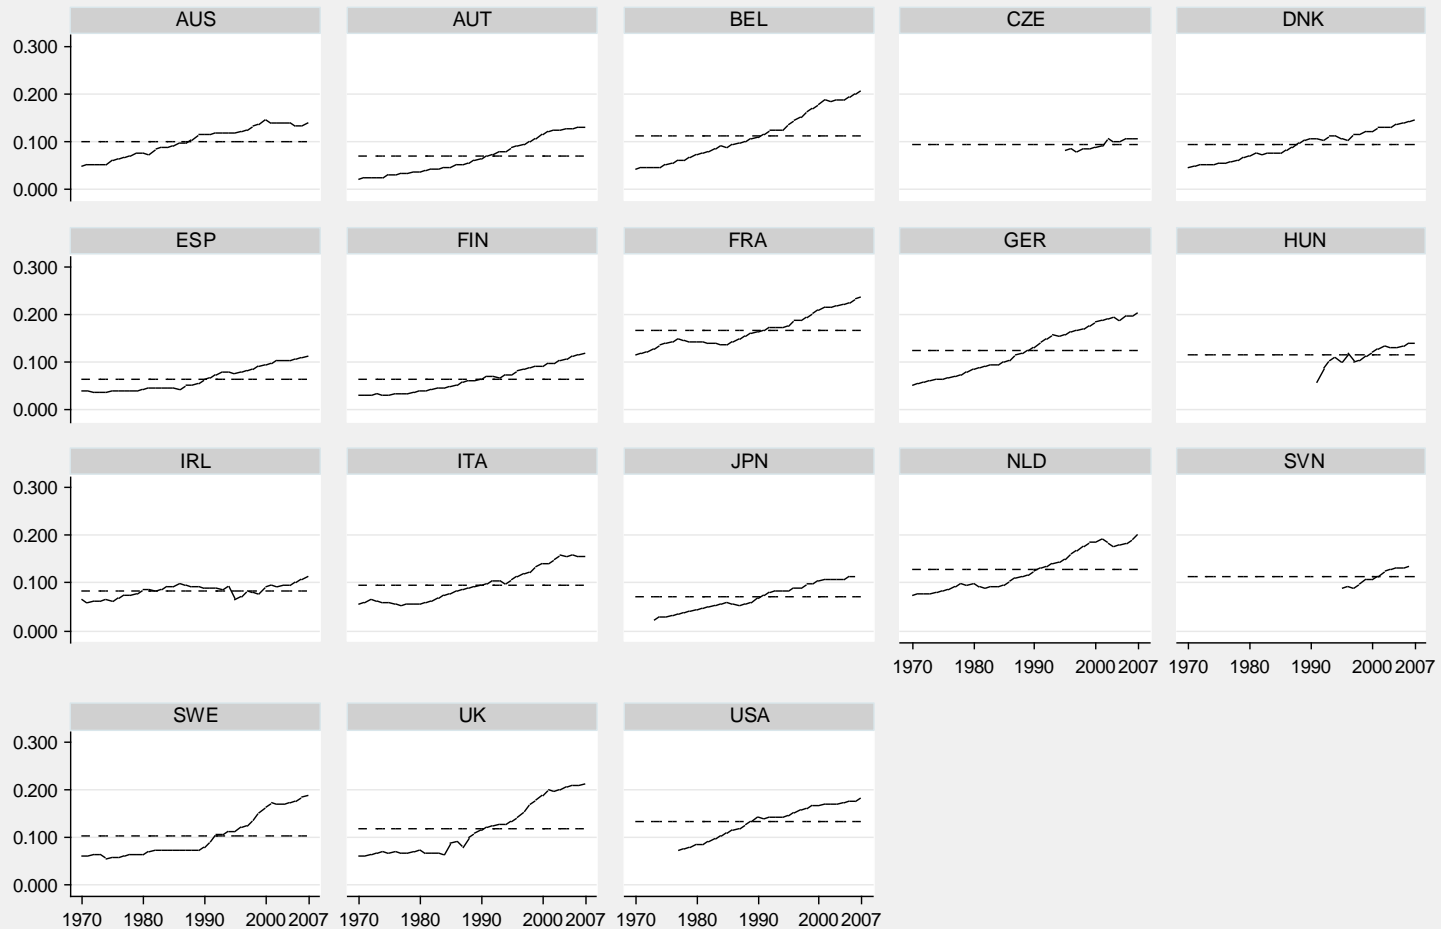 AUS AUT BEL CZE DNK
0.300
0.200
0.100
0.000
ESP FIN FRA GER HUN
0.300
0.200
0.100
0.000
IRL ITA JPN NLD SVN
0.300
0.200
0.100
0.000
1970 1980 1990 2000 2007 1970 1980 1990 2000 2007
SWE UK USA
0.300
0.200
0.100
0.000
1970 1980 1990 2000 2007 1970 1980 1990 2000 2007 1970 1980 1990 2000 2007